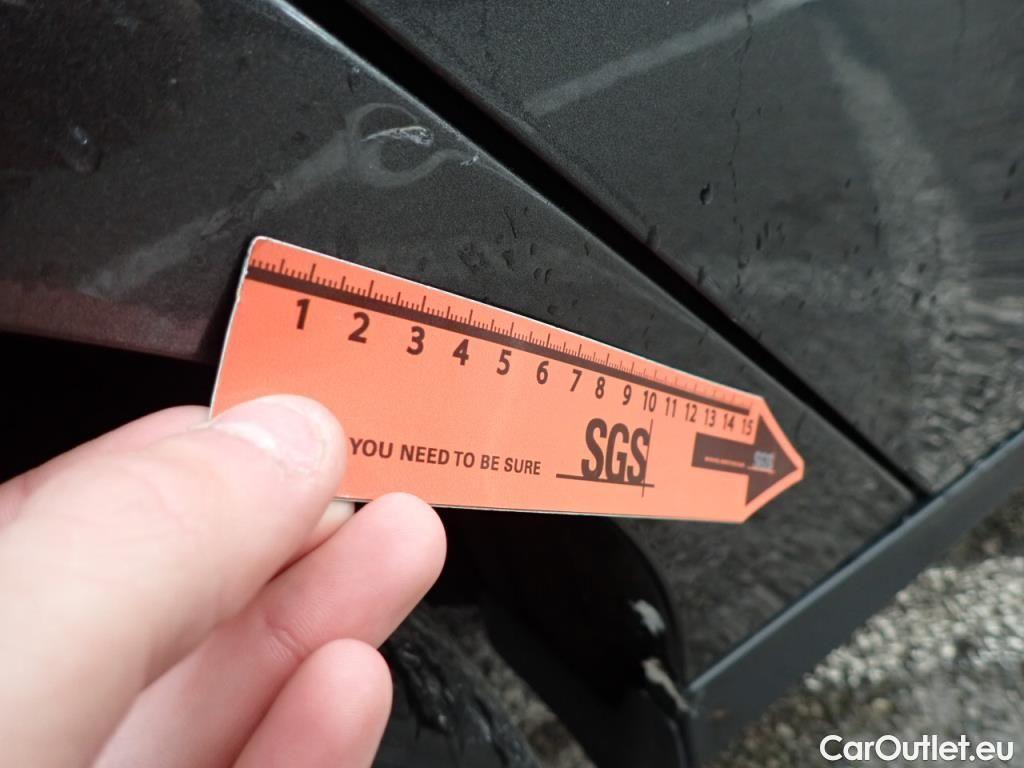 1 2 3 4 5 6 7 8 9 10 11 12 13 14 15
YOU NEED TO BE SURE
SGS
SGS
CarOutlet.eu